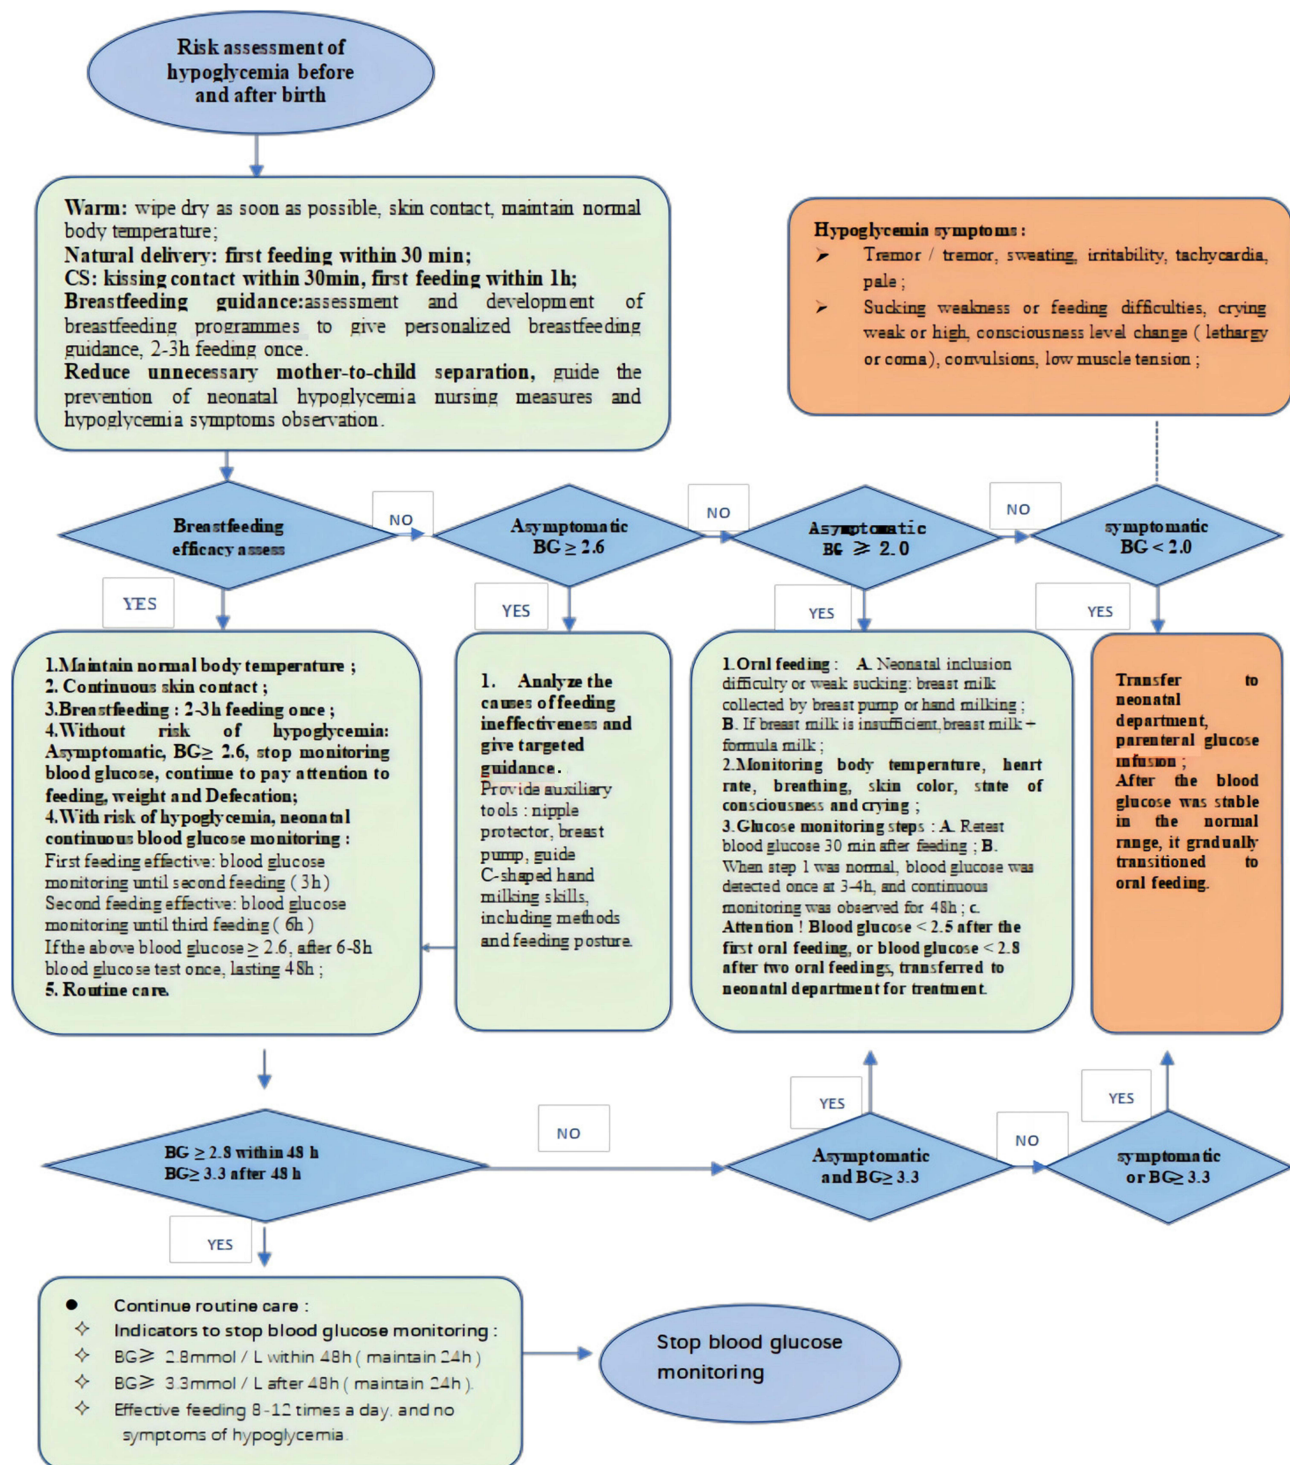 Risk assessment of
hypoglycemia before
and after birth
Warm: wipe dry as soon as possible, skin contact, maintain normal
body temperature;
Natural delivery: first feeding within 30 min;
CS: kissing contact within 30min, first feeding within 1h;
Breastfeeding guidance:assessment and development of
breastfeeding programmes to give personalized breastfeeding
guidance, 2-3h feeding once.
Reduce unnecessary mother-to-child separation, guide the
prevention of neonatal hypoglycemia nursing measures and
hypoglycemia symptoms observation.
Hypoglycemia symptoms :
➢ Tremor / tremor, sweating, irritability, tachycardia,
pale ;
➢ Sucking weakness or feeding difficulties, crying
weak or high, consciousness level change ( lethargy
or coma), convulsions, low muscle tension ;
Breastfeeding
efficacy assess
NO
Asymptomatic
BG ≥ 2.6
NO
Asymptomatic
BG ≥ 2.0
NO
symptomatic
BG < 2.0
YES
YES
YES
YES
1.Maintain normal body temperature ;
2. Continuous skin contact ;
3.Breastfeeding : 2-3h feeding once ;
4.Without risk of hypoglycemia:
Asymptomatic, BG≥ 2.6, stop monitoring
blood glucose, continue to pay attention to
feeding, weight and Defecation;
4.With risk of hypoglycemia, neonatal
continuous blood glucose monitoring :
First feeding effective: blood glucose
monitoring until second feeding ( 3h )
Second feeding effective: blood glucose
monitoring until third feeding ( 6h )
If the above blood glucose ≥ 2.6, after 6-8h
blood glucose test once, lasting 48h ;
5. Routine care.
1. Analyze the
causes of feeding
ineffectiveness and
give targeted
guidance .
Provide auxiliary
tools : nipple
protector, breast
pump, guide
C-shaped hand
milking skills,
including methods
and feeding posture.
1.Oral feeding : A. Neonatal inclusion
difficulty or weak sucking: breast milk
collected by breast pump or hand milking ;
B. If breast milk is insufficient, breast milk +
formula milk ;
2.Monitoring body temperature, heart
rate, breathing, skin color, state of
consciousness and crying ;
3.Glucose monitoring steps : A. Retest
blood glucose 30 min after feeding ; B.
When step 1 was normal, blood glucose was
detected once at 3-4h, and continuous
monitoring was observed for 48h ; c.
Attention ! Blood glucose < 2.5 after the
first oral feeding, or blood glucose < 2.8
after two oral feedings, transferred to
neonatal department for treatment.
Transfer to
neonatal
department,
parenteral glucose
infusion ;
After the blood
glucose was stable
in the normal
range, it gradually
transitioned to
oral feeding.
BG ≥ 2.8 within 48 h
BG≥ 3.3 after 48 h
NO
YES
Asymptomatic
and BG≥ 3.3
NO
YES
symptomatic
or BG≥ 3.3
YES
● Continue routine care :
✧ Indicators to stop blood glucose monitoring :
✧ BG≥ 2.8mmol / L within 48h ( maintain 24h )
✧ BG≥ 3.3mmol / L after 48h ( maintain 24h ).
✧ Effective feeding 8-12 times a day, and no
symptoms of hypoglycemia.
Stop blood glucose
monitoring